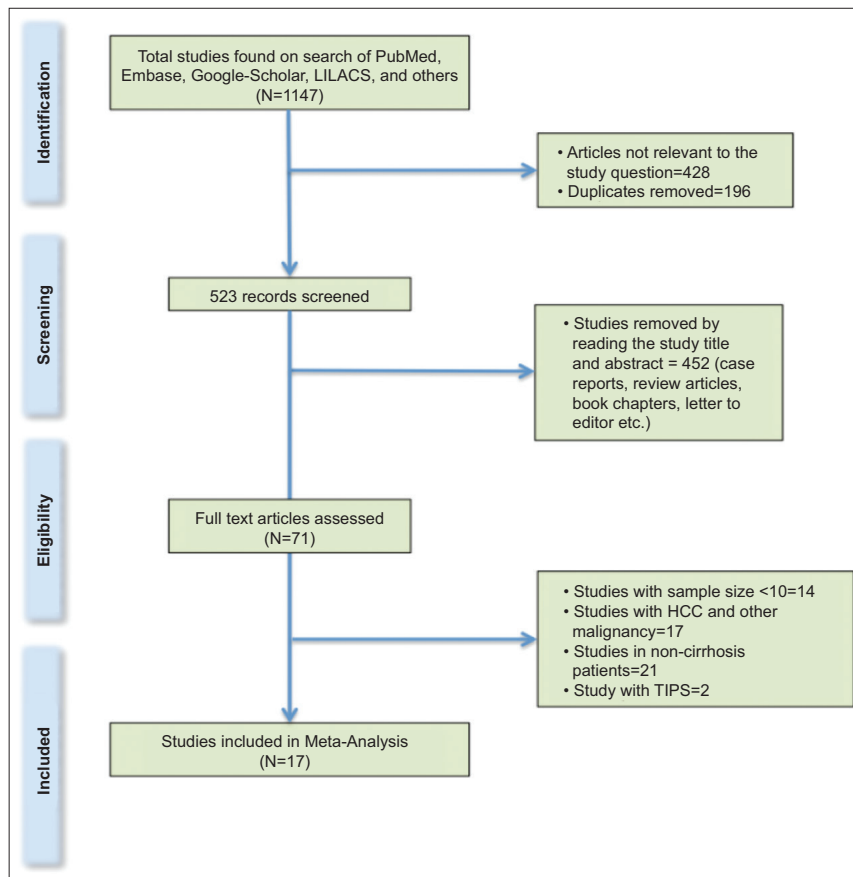 Identification
Total studies found on search of PubMed,
Embase, Google-Scholar, LILACS, and others
(N=1147)
• Articles not relevant to the
study question=428
• Duplicates removed=196
Screening
523 records screened
• Studies removed by
reading the study title
and abstract = 452 (case
reports, review articles,
book chapters, letter to
editor etc.)
Eligibility
Full text articles assessed
(N=71)
• Studies with sample size <10=14
• Studies with HCC and other
malignancy=17
• Studies in non-cirrhosis
patients=21
• Study with TIPS=2
Included
Studies included in Meta-Analysis
(N=17)